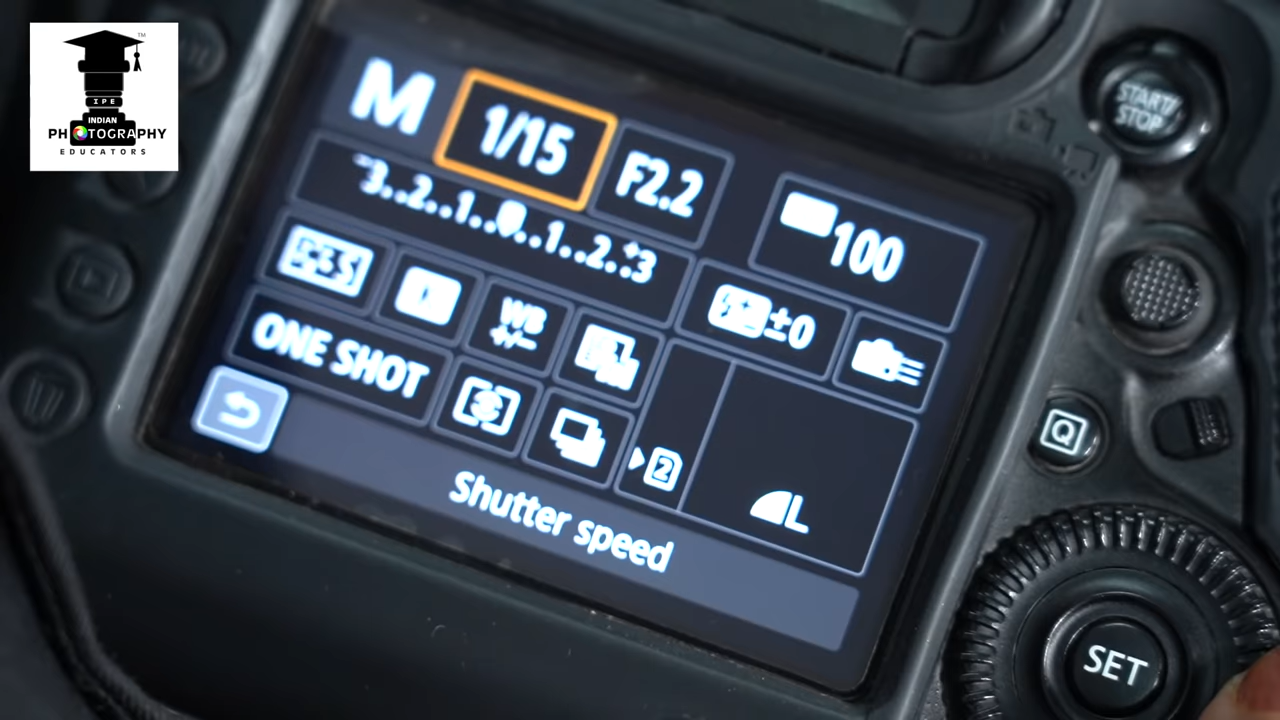 TM
IPE
INDIAN
PHOTOGRAPHY
EDUCATORS
M 1/15 F2.2 100
-3..2..1..0..1..2..+3
±0
WB
+/-
ONE SHOT
2
L
Shutter speed
START/
STOP
Q
SET